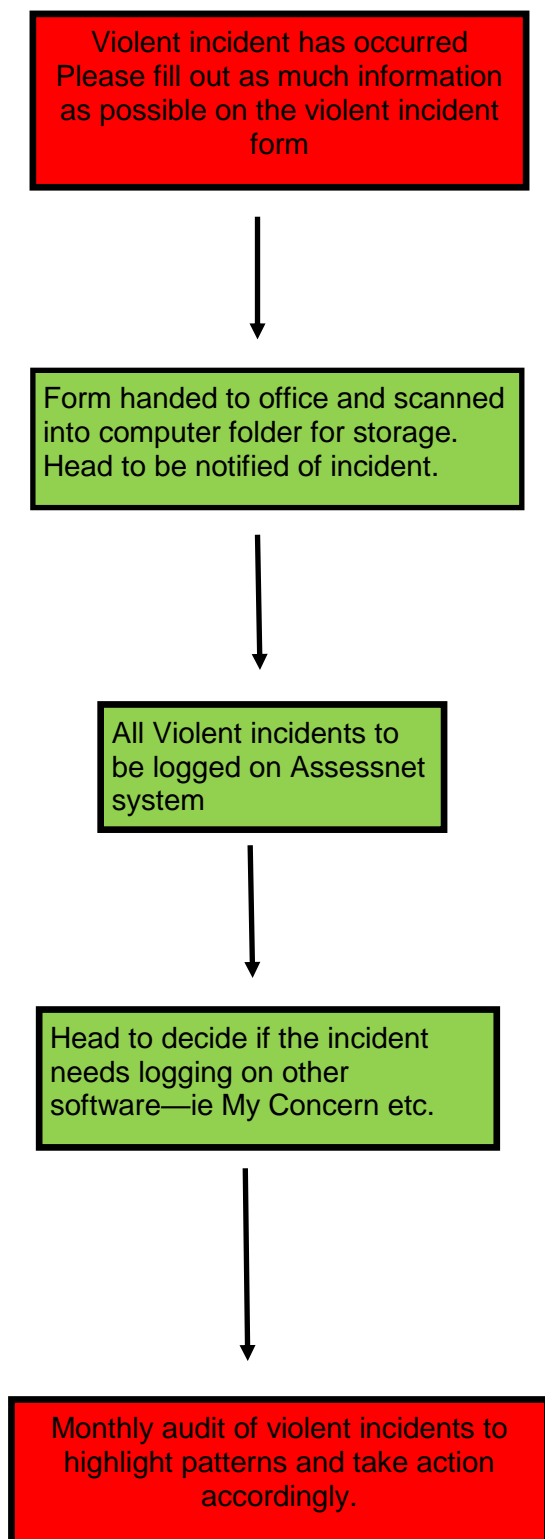 Violent incident has occurred
Please fill out as much information
as possible on the violent incident
form
Form handed to office and scanned
into computer folder for storage.
Head to be notified of incident.
All Violent incidents to
be logged on Assessnet
system
Head to decide if the incident
needs logging on other
software—ie My Concern etc.
Monthly audit of violent incidents to
highlight patterns and take action
accordingly.